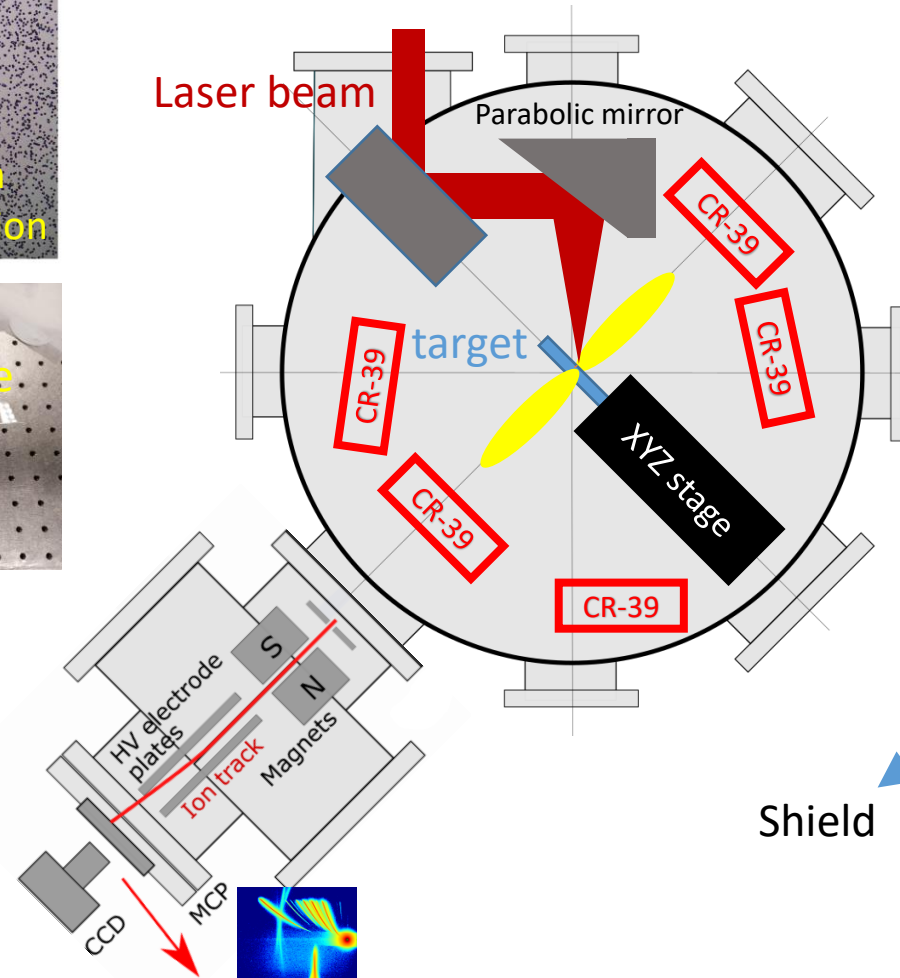 Laser beam
Parabolic mirror
on
CR-39
CR-39
target
CR-39
XYZ stage
CR-39
CR-39
S
N
HV electrode
plates
Ion track
Magnets
MCP
CCD
Shield